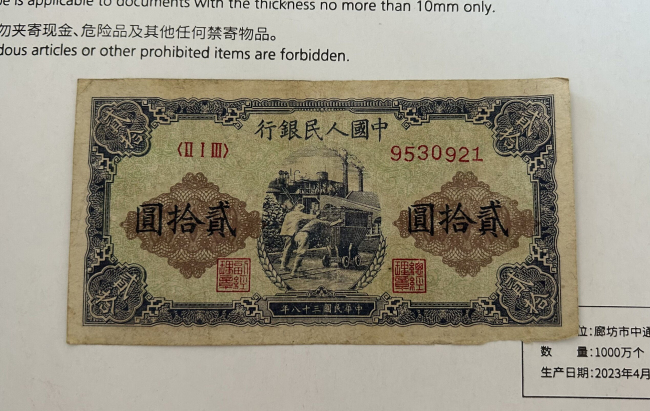 e is applicable to documents with the thickness no more than 10mm only.
勿夹寄现金、危险品及其他任何禁寄物品。
dous articles or other prohibited items are forbidden.
行銀民人國中
〈II I III〉
9530921
圓拾貳
圓拾貳
年八十三國民華中
位：廊坊市中通
数 量：1000万个
生产日期：2023年4月